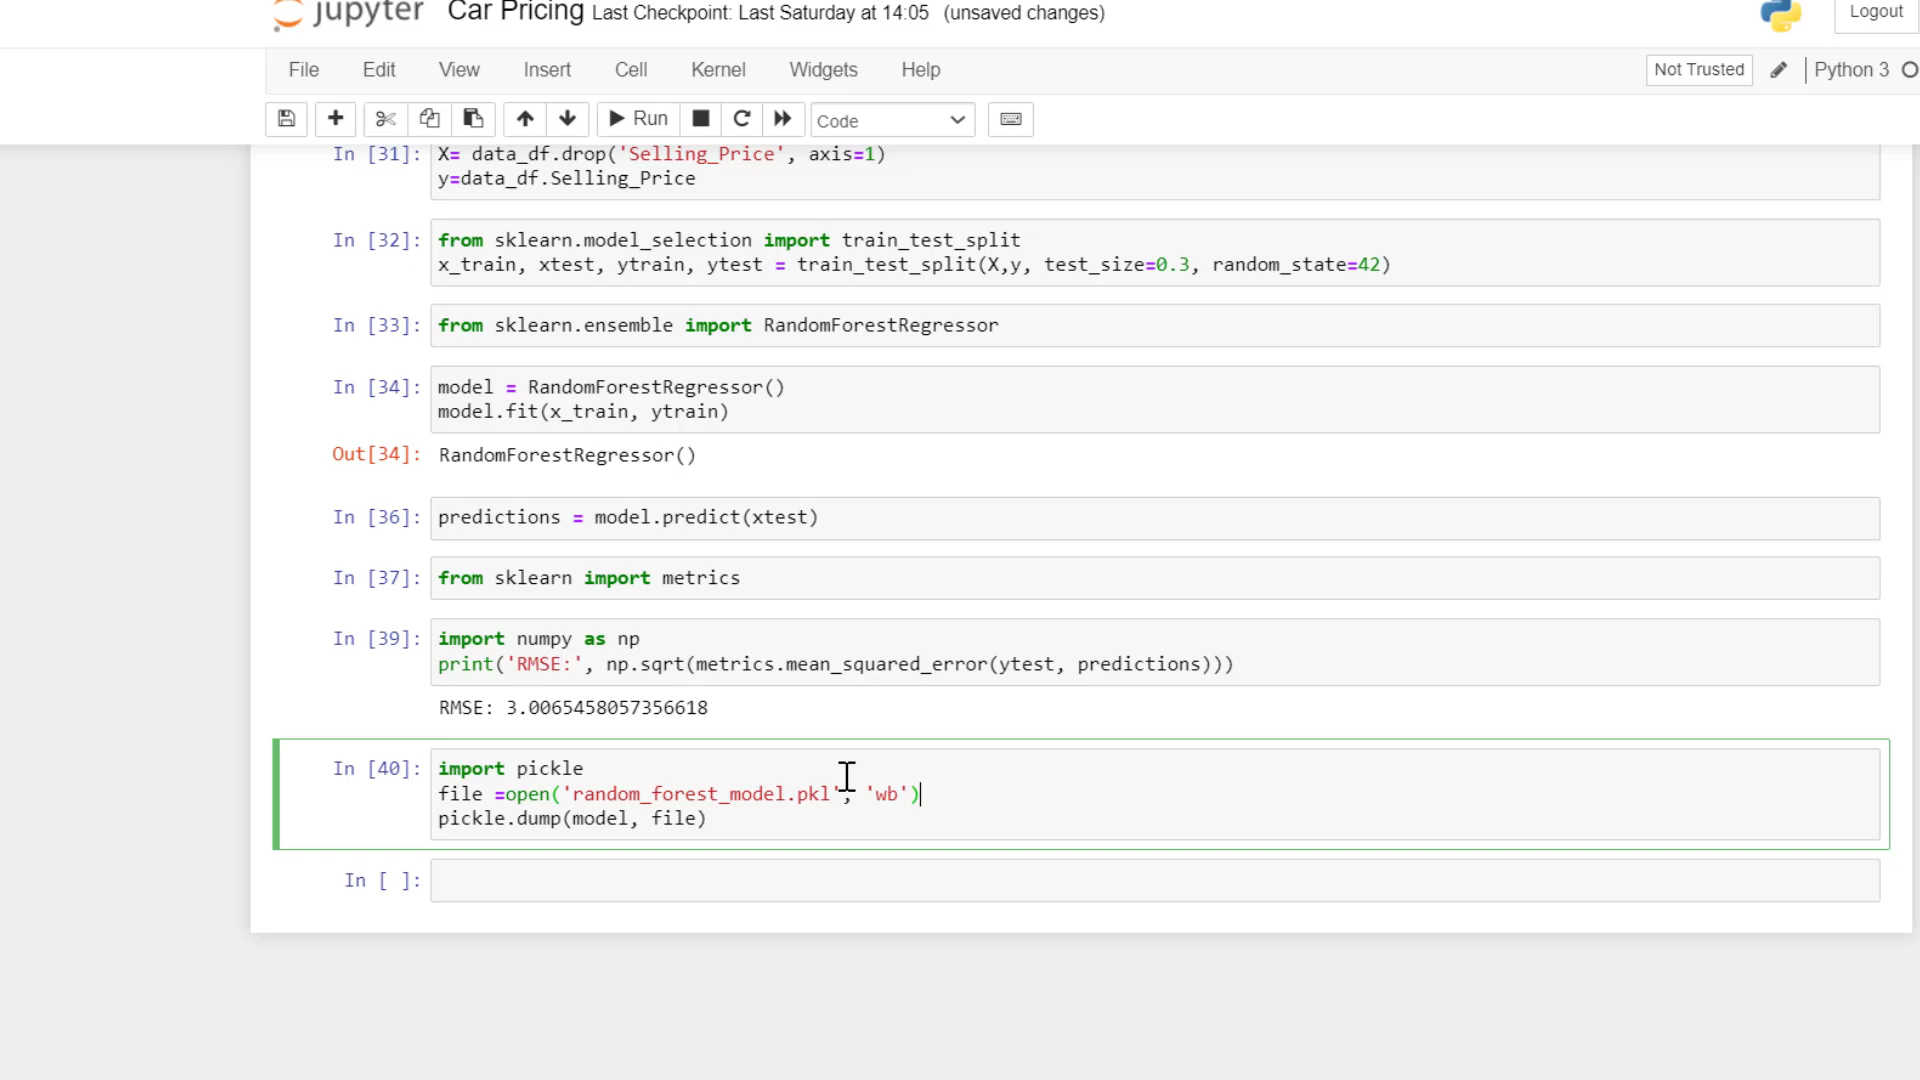 jupyter Car Pricing Last Checkpoint: Last Saturday at 14:05 (unsaved changes) Logout
File Edit View Insert Cell Kernel Widgets Help Not Trusted Python 3
Run Code
In [31]: X= data_df.drop('Selling_Price', axis=1)
y=data_df.Selling_Price
In [32]: from sklearn.model_selection import train_test_split
x_train, xtest, ytrain, ytest = train_test_split(X,y, test_size=0.3, random_state=42)
In [33]: from sklearn.ensemble import RandomForestRegressor
In [34]: model = RandomForestRegressor()
model.fit(x_train, ytrain)
Out[34]: RandomForestRegressor()
In [36]: predictions = model.predict(xtest)
In [37]: from sklearn import metrics
In [39]: import numpy as np
print('RMSE:', np.sqrt(metrics.mean_squared_error(ytest, predictions)))
RMSE: 3.0065458057356618
In [40]: import pickle
file =open('random_forest_model.pkl', 'wb')
pickle.dump(model, file)
In [ ]: